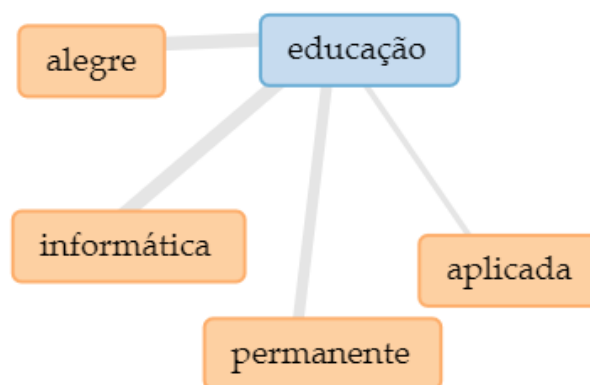 educação
alegre
informática
aplicada
permanente